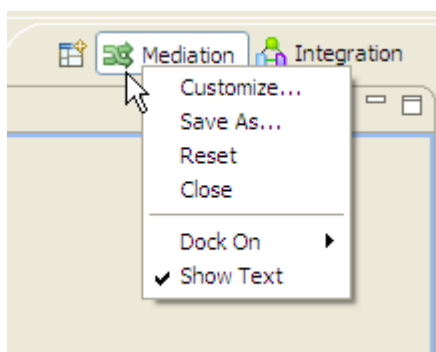 Mediation Integration
Customize...
Save As...
Reset
Close
Dock On
Show Text